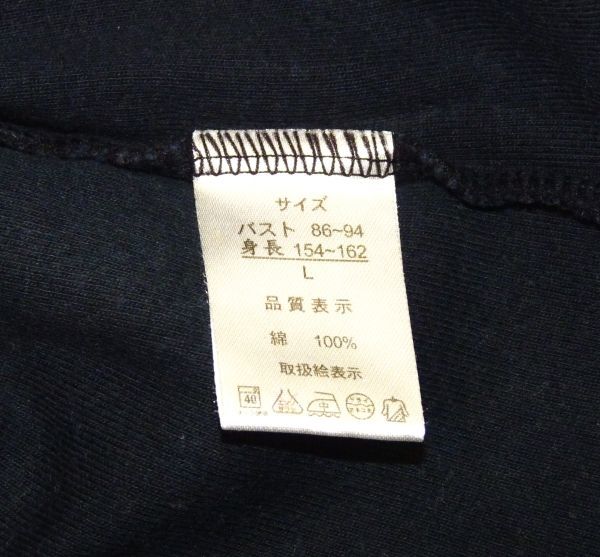 サイズ
バスト 86~94
身長 154~162
L
品質表示
綿 100%
取扱絵表示
40
中